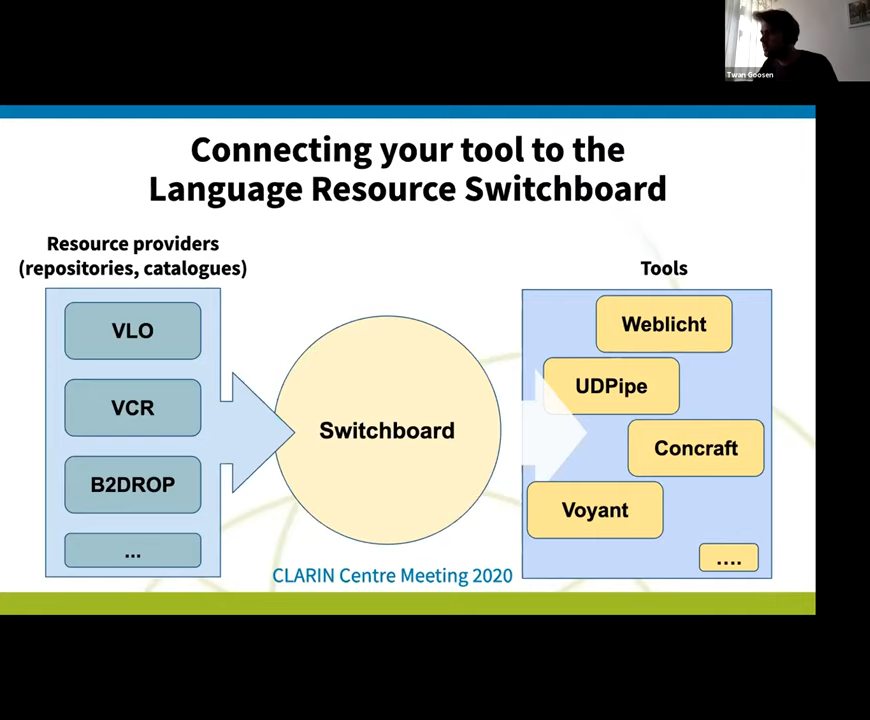 Twan Goosen
Connecting your tool to the
Language Resource Switchboard
Resource providers
(repositories, catalogues)
VLO
VCR
B2DROP
...
Switchboard
Tools
Weblicht
UDPipe
Concraft
Voyant
....
CLARIN Centre Meeting 2020